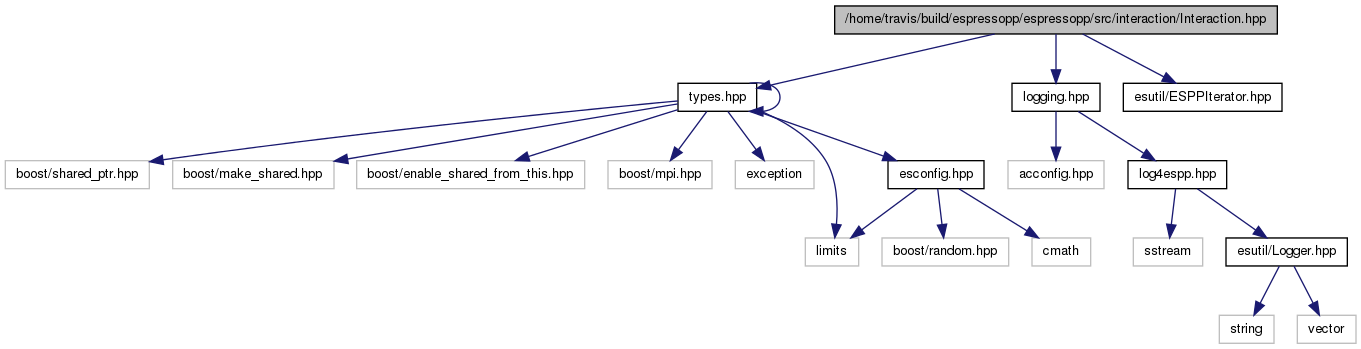 /home/travis/build/espressopp/espressopp/src/interaction/Interaction.hpp
types.hpp
logging.hpp
esutil/ESPPIterator.hpp
boost/shared_ptr.hpp
boost/make_shared.hpp
boost/enable_shared_from_this.hpp
boost/mpi.hpp
exception
esconfig.hpp
acconfig.hpp
log4espp.hpp
limits
boost/random.hpp
cmath
sstream
esutil/Logger.hpp
string
vector